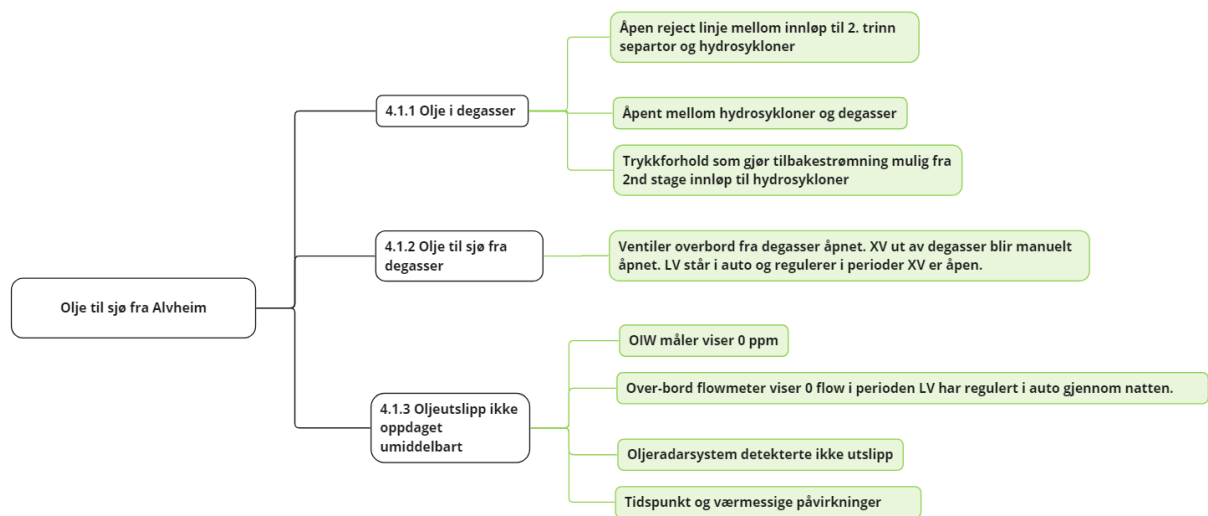 Olje til sjø fra Alvheim
4.1.1 Olje i degasser
Åpen reject linje mellom innløp til 2. trinn
separtor og hydrosykloner
Åpent mellom hydrosykloner og degasser
Trykkforhold som gjør tilbakestrømning mulig fra
2nd stage innløp til hydrosykloner
4.1.2 Olje til sjø fra
degasser
Ventiler overbord fra degasser åpnet. XV ut av degasser blir manuelt
åpnet. LV står i auto og regulerer i perioder XV er åpen.
4.1.3 Oljeutslipp ikke
oppdaget
umiddelbart
OIW måler viser 0 ppm
Over-bord flowmeter viser 0 flow i perioden LV har regulert i auto gjennom natten.
Oljeradarsystem detekterte ikke utslipp
Tidspunkt og værmessige påvirkninger